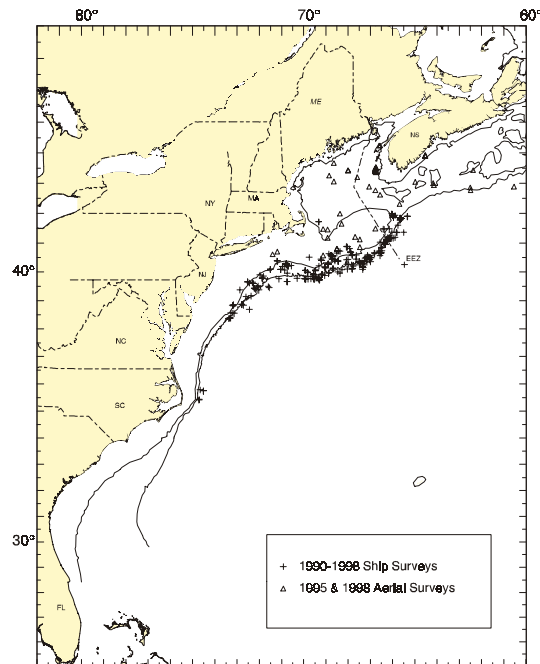 80° 70° 60°
ME
NS
NY MA
EEZ
40°
NJ
NC
SC
30°
+ 1990-1998 Ship Surveys
△ 1995 & 1998 Aerial Surveys
FL